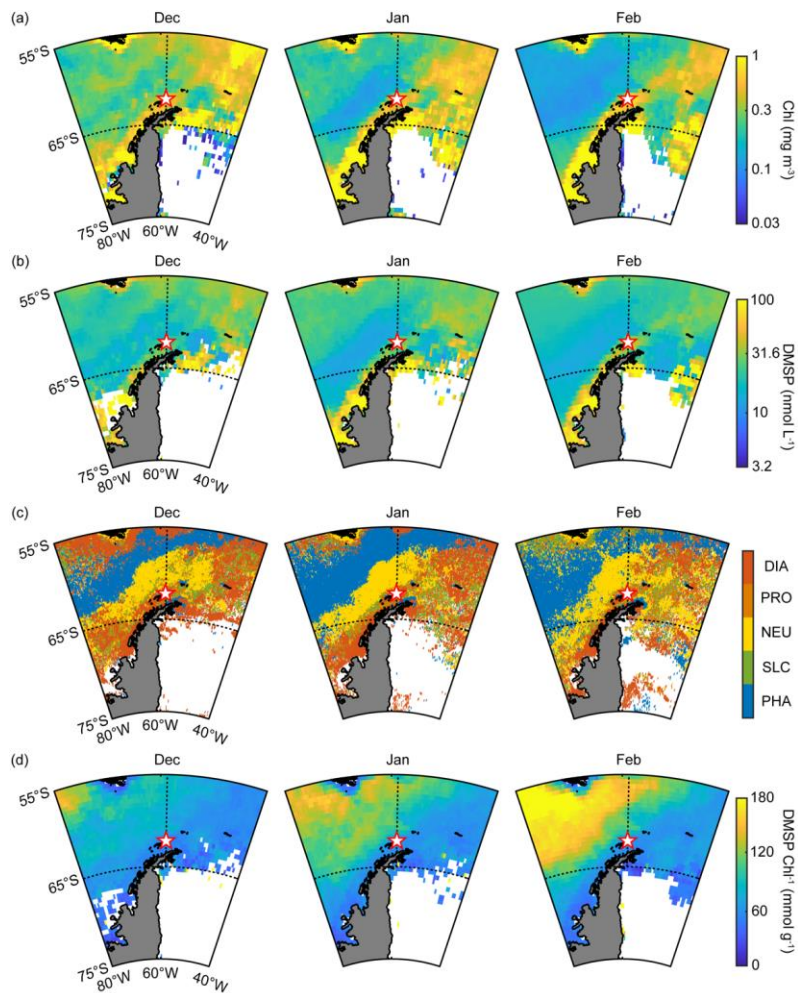 (a) Dec Jan Feb
55°S
65°S
75°S
80°W 60°W 40°W
1
0.3
0.1
0.03
Chl (mg m⁻³)
(b) Dec Jan Feb
55°S
65°S
75°S
80°W 60°W 40°W
100
31.6
10
3.2
DMSP (nmol L⁻¹)
(c) Dec Jan Feb
55°S
65°S
75°S
80°W 60°W 40°W
DIA
PRO
NEU
SLC
PHA
(d) Dec Jan Feb
55°S
65°S
75°S
80°W 60°W 40°W
180
120
60
0
DMSP Chl⁻¹ (mmol g⁻¹)